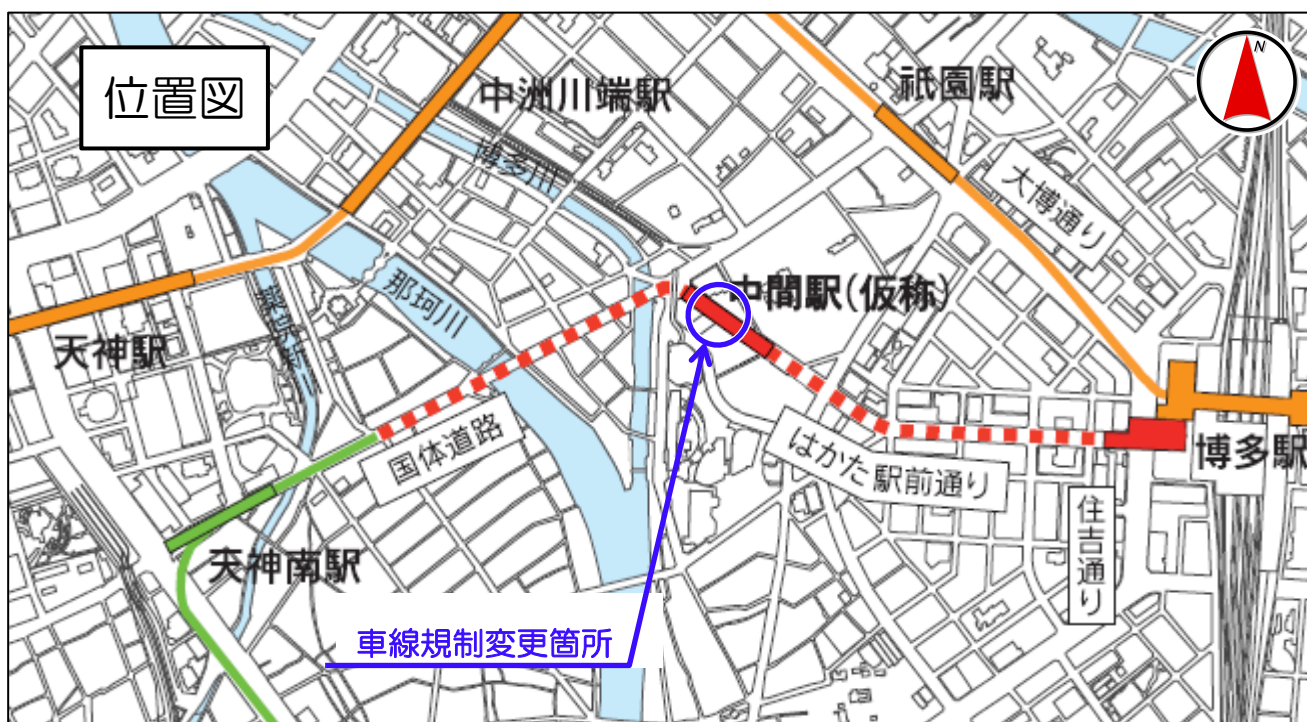 位置図
N
中洲川端駅
祇園駅
博多川
大博通り
那珂川
中間駅(仮称)
天神駅
国体道路
はかた駅前通り
博多駅
住吉通り
天神南駅
車線規制変更箇所